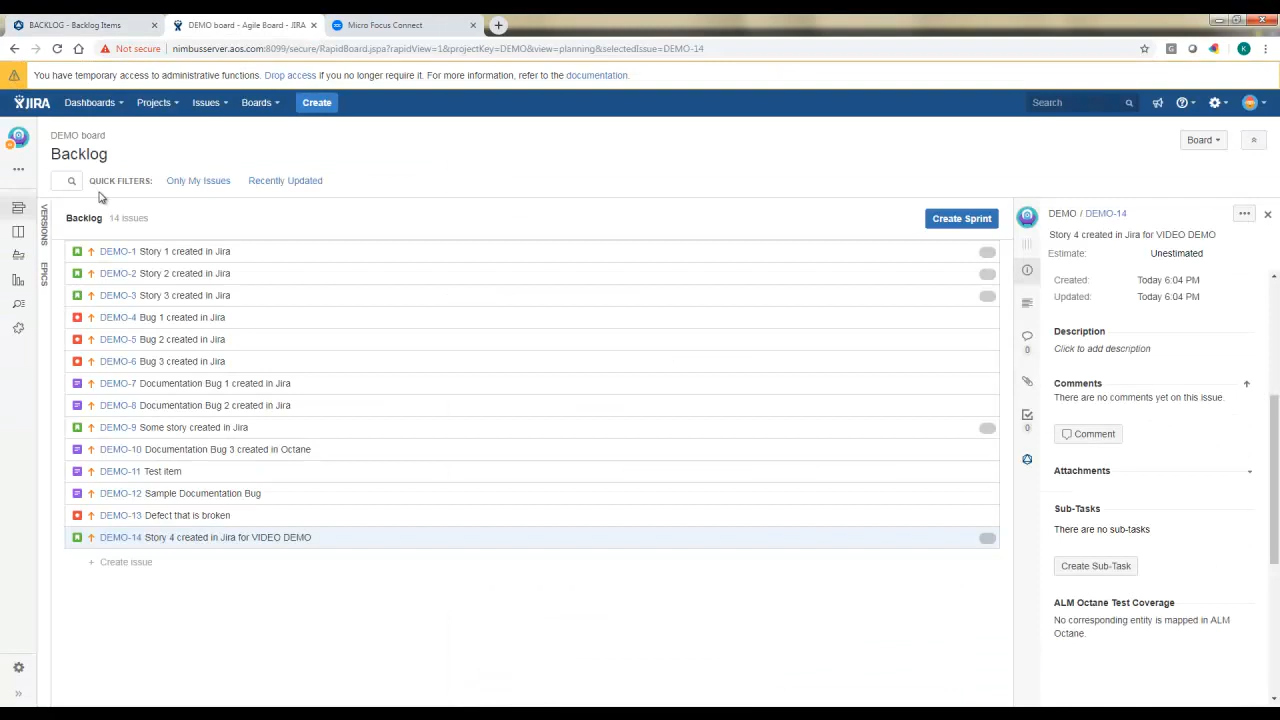 BACKLOG - Backlog Items
DEMO board - Agile Board - JIRA
Micro Focus Connect
Not secure
nimbusserver.aos.com:8099/secure/RapidBoard.jspa?rapidView=1&projectKey=DEMO&view=planning&selectedIssue=DEMO-14
K
You have temporary access to administrative functions. Drop access if you no longer require it. For more information, refer to the documentation.
JIRA Dashboards Projects Issues Boards Create Search
DEMO board
Backlog
Board
QUICK FILTERS: Only My Issues Recently Updated
VERSIONS
EPICS
Backlog 14 issues
Create Sprint
DEMO-1 Story 1 created in Jira
DEMO-2 Story 2 created in Jira
DEMO-3 Story 3 created in Jira
DEMO-4 Bug 1 created in Jira
DEMO-5 Bug 2 created in Jira
DEMO-6 Bug 3 created in Jira
DEMO-7 Documentation Bug 1 created in Jira
DEMO-8 Documentation Bug 2 created in Jira
DEMO-9 Some story created in Jira
DEMO-10 Documentation Bug 3 created in Octane
DEMO-11 Test item
DEMO-12 Sample Documentation Bug
DEMO-13 Defect that is broken
DEMO-14 Story 4 created in Jira for VIDEO DEMO
+ Create issue
DEMO / DEMO-14
Story 4 created in Jira for VIDEO DEMO
Estimate: Unestimated
Created: Today 6:04 PM
Updated: Today 6:04 PM
Description
Click to add description
0
Comments
There are no comments yet on this issue.
0
Comment
Attachments
Sub-Tasks
There are no sub-tasks
Create Sub-Task
ALM Octane Test Coverage
No corresponding entity is mapped in ALM
Octane.